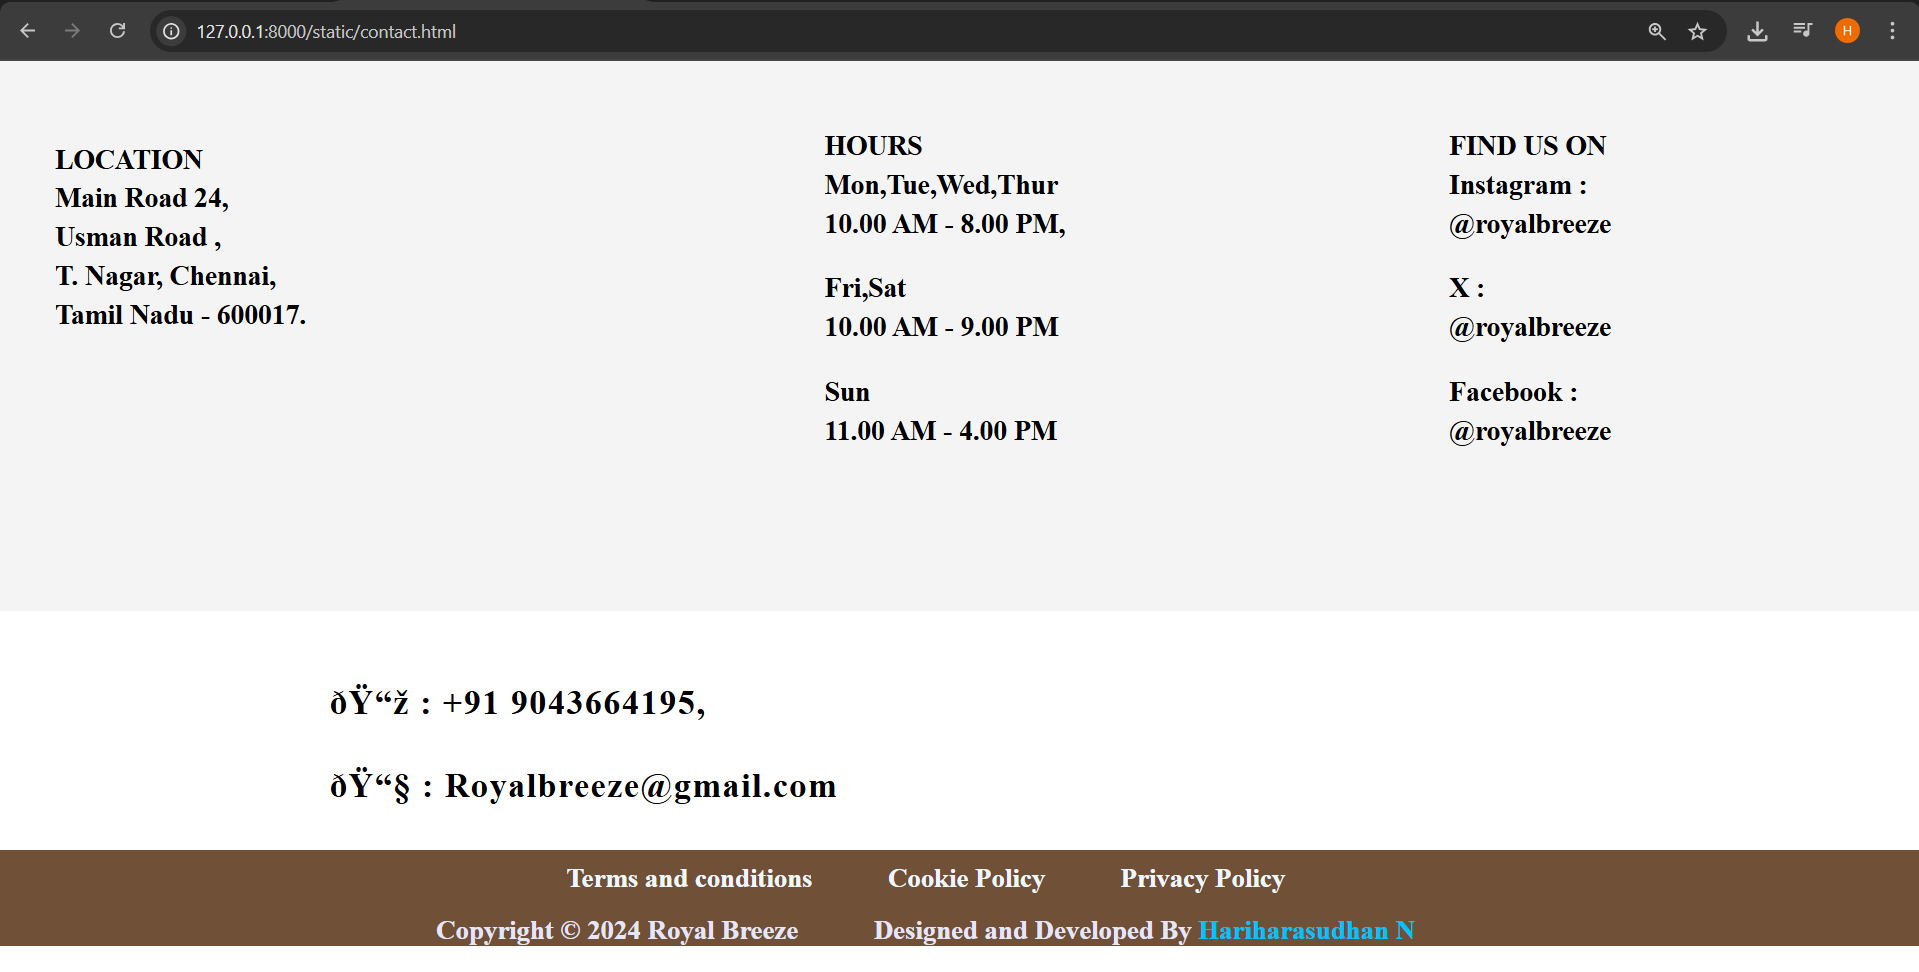 127.0.0.1:8000/static/contact.html
H
LOCATION
Main Road 24,
Usman Road ,
T. Nagar, Chennai,
Tamil Nadu - 600017.
HOURS
Mon,Tue,Wed,Thur
10.00 AM - 8.00 PM,
Fri,Sat
10.00 AM - 9.00 PM
Sun
11.00 AM - 4.00 PM
FIND US ON
Instagram :
@royalbreeze
X :
@royalbreeze
Facebook :
@royalbreeze
ðŸ“ž : +91 9043664195,
ðŸ“§ : Royalbreeze@gmail.com
Terms and conditions Cookie Policy Privacy Policy
Copyright © 2024 Royal Breeze Designed and Developed By Hariharasudhan N